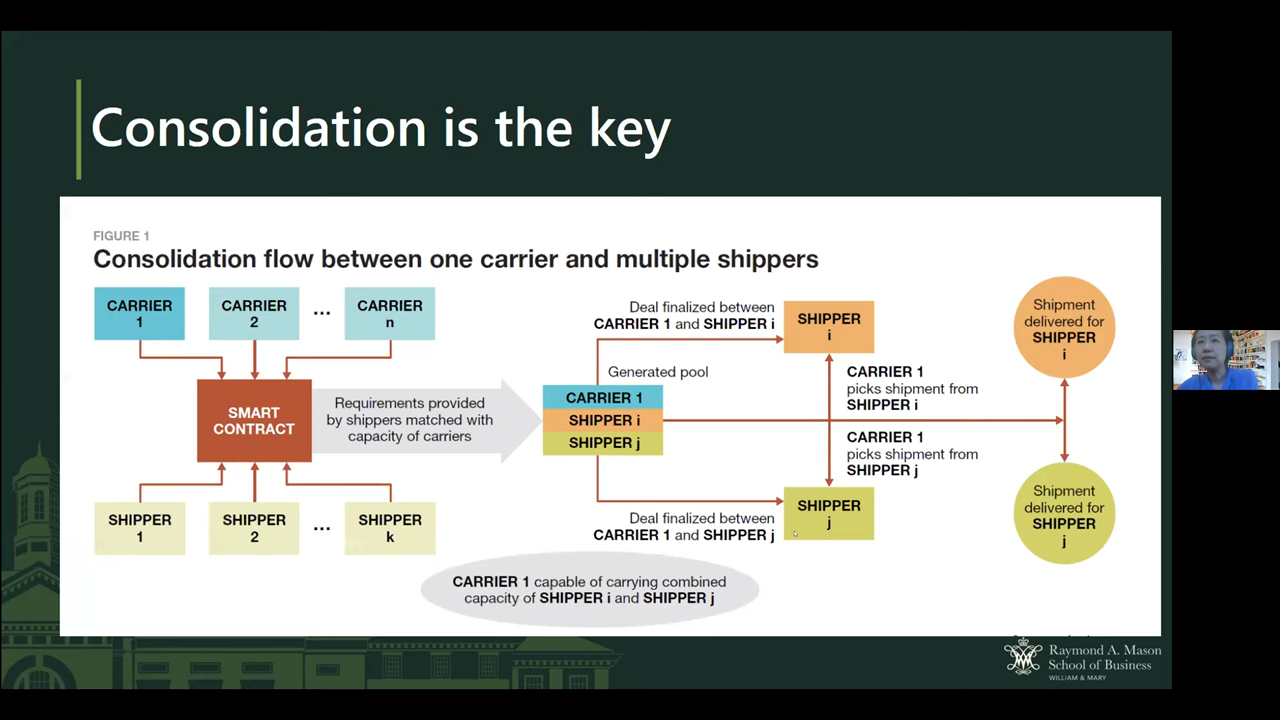 Consolidation is the key
FIGURE 1
Consolidation flow between one carrier and multiple shippers
CARRIER
1
CARRIER
2
...
CARRIER
n
SMART
CONTRACT
SHIPPER
1
SHIPPER
2
...
SHIPPER
k
Requirements provided
by shippers matched with
capacity of carriers
Generated pool
CARRIER 1
SHIPPER i
SHIPPER j
Deal finalized between
CARRIER 1 and SHIPPER i
SHIPPER
i
CARRIER 1
picks shipment from
SHIPPER i
CARRIER 1
picks shipment from
SHIPPER j
Deal finalized between
CARRIER 1 and SHIPPER j
SHIPPER
j
Shipment
delivered for
SHIPPER
i
Shipment
delivered for
SHIPPER
j
CARRIER 1 capable of carrying combined
capacity of SHIPPER i and SHIPPER j
Raymond A. Mason
School of Business
WILLIAM & MARY